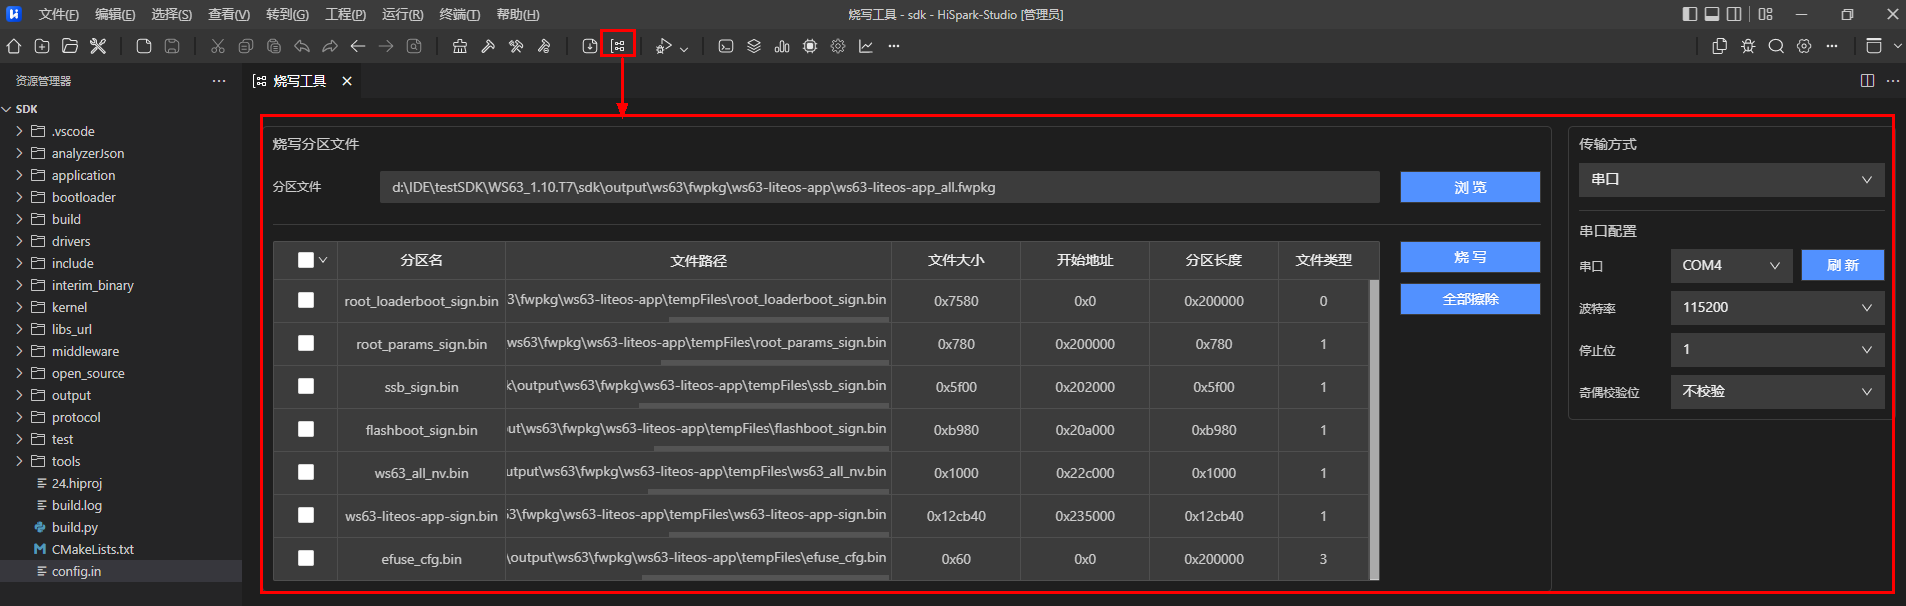 文件(F) 编辑(E) 选择(S) 查看(V) 转到(G) 工程(P) 运行(R) 终端(T) 帮助(H) 烧写工具 - sdk - HiSpark-Studio [管理员]
资源管理器
烧写工具
SDK
.vscode
analyzerJson
application
bootloader
build
drivers
include
interim_binary
kernel
libs_url
middleware
open_source
output
protocol
test
tools
24.hiproj
build.log
build.py
CMakeLists.txt
config.in
烧写分区文件
分区文件 d:\IDE\testSDK\WS63_1.10.T7\sdk\output\ws63\fwpkg\ws63-liteos-app\ws63-liteos-app_all.fwpkg 浏览
分区名 文件路径 文件大小 开始地址 分区长度 文件类型
root_loaderboot_sign.bin 3\fwpkg\ws63-liteos-app\tempFiles\root_loaderboot_sign.bin 0x7580 0x0 0x200000 0
root_params_sign.bin ws63\fwpkg\ws63-liteos-app\tempFiles\root_params_sign.bin 0x780 0x200000 0x780 1
ssb_sign.bin k\output\ws63\fwpkg\ws63-liteos-app\tempFiles\ssb_sign.bin 0x5f00 0x202000 0x5f00 1
flashboot_sign.bin out\ws63\fwpkg\ws63-liteos-app\tempFiles\flashboot_sign.bin 0xb980 0x20a000 0xb980 1
ws63_all_nv.bin utput\ws63\fwpkg\ws63-liteos-app\tempFiles\ws63_all_nv.bin 0x1000 0x22c000 0x1000 1
ws63-liteos-app-sign.bin 63\fwpkg\ws63-liteos-app\tempFiles\ws63-liteos-app-sign.bin 0x12cb40 0x235000 0x12cb40 1
efuse_cfg.bin \output\ws63\fwpkg\ws63-liteos-app\tempFiles\efuse_cfg.bin 0x60 0x0 0x200000 3
烧写
全部擦除
传输方式
串口
串口配置
串口 COM4 刷新
波特率 115200
停止位 1
奇偶校验位 不校验